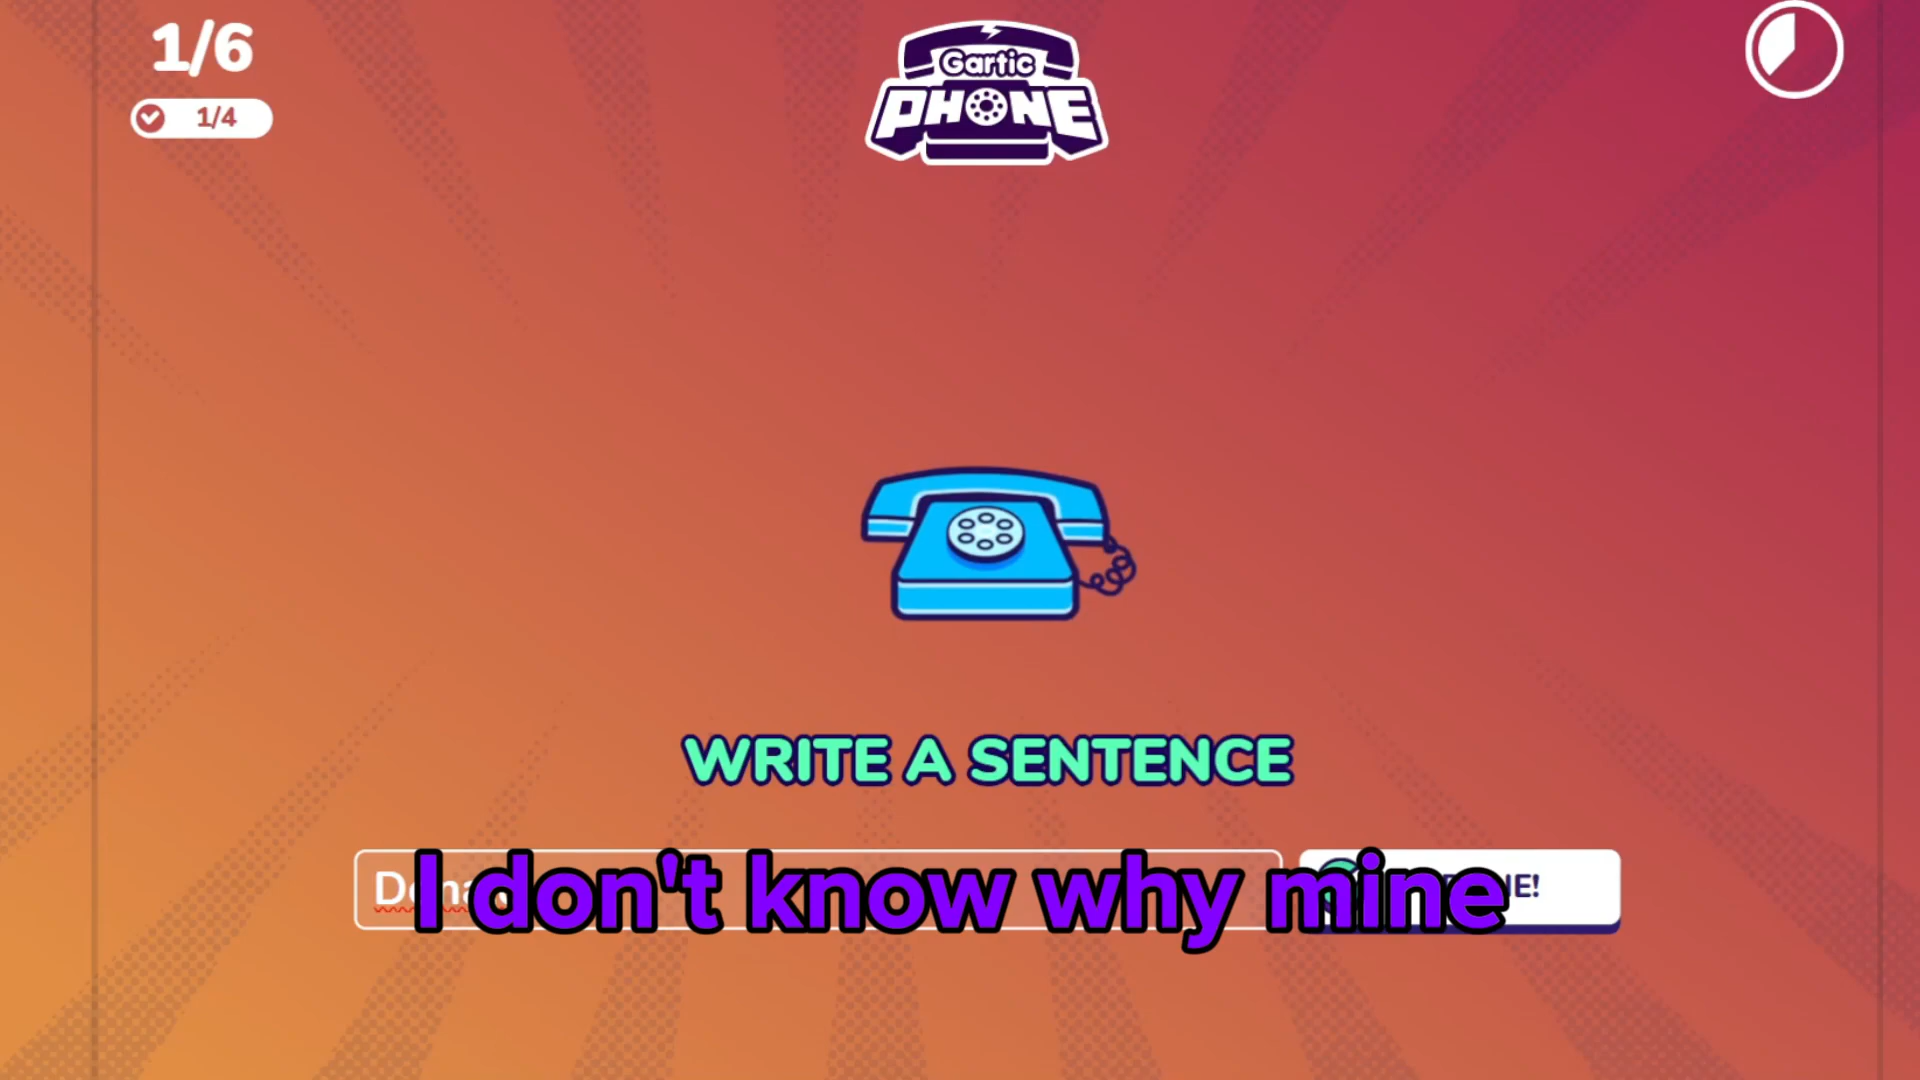 1/6
1/4
Gartic
PHONE
WRITE A SENTENCE
I don't know why mine